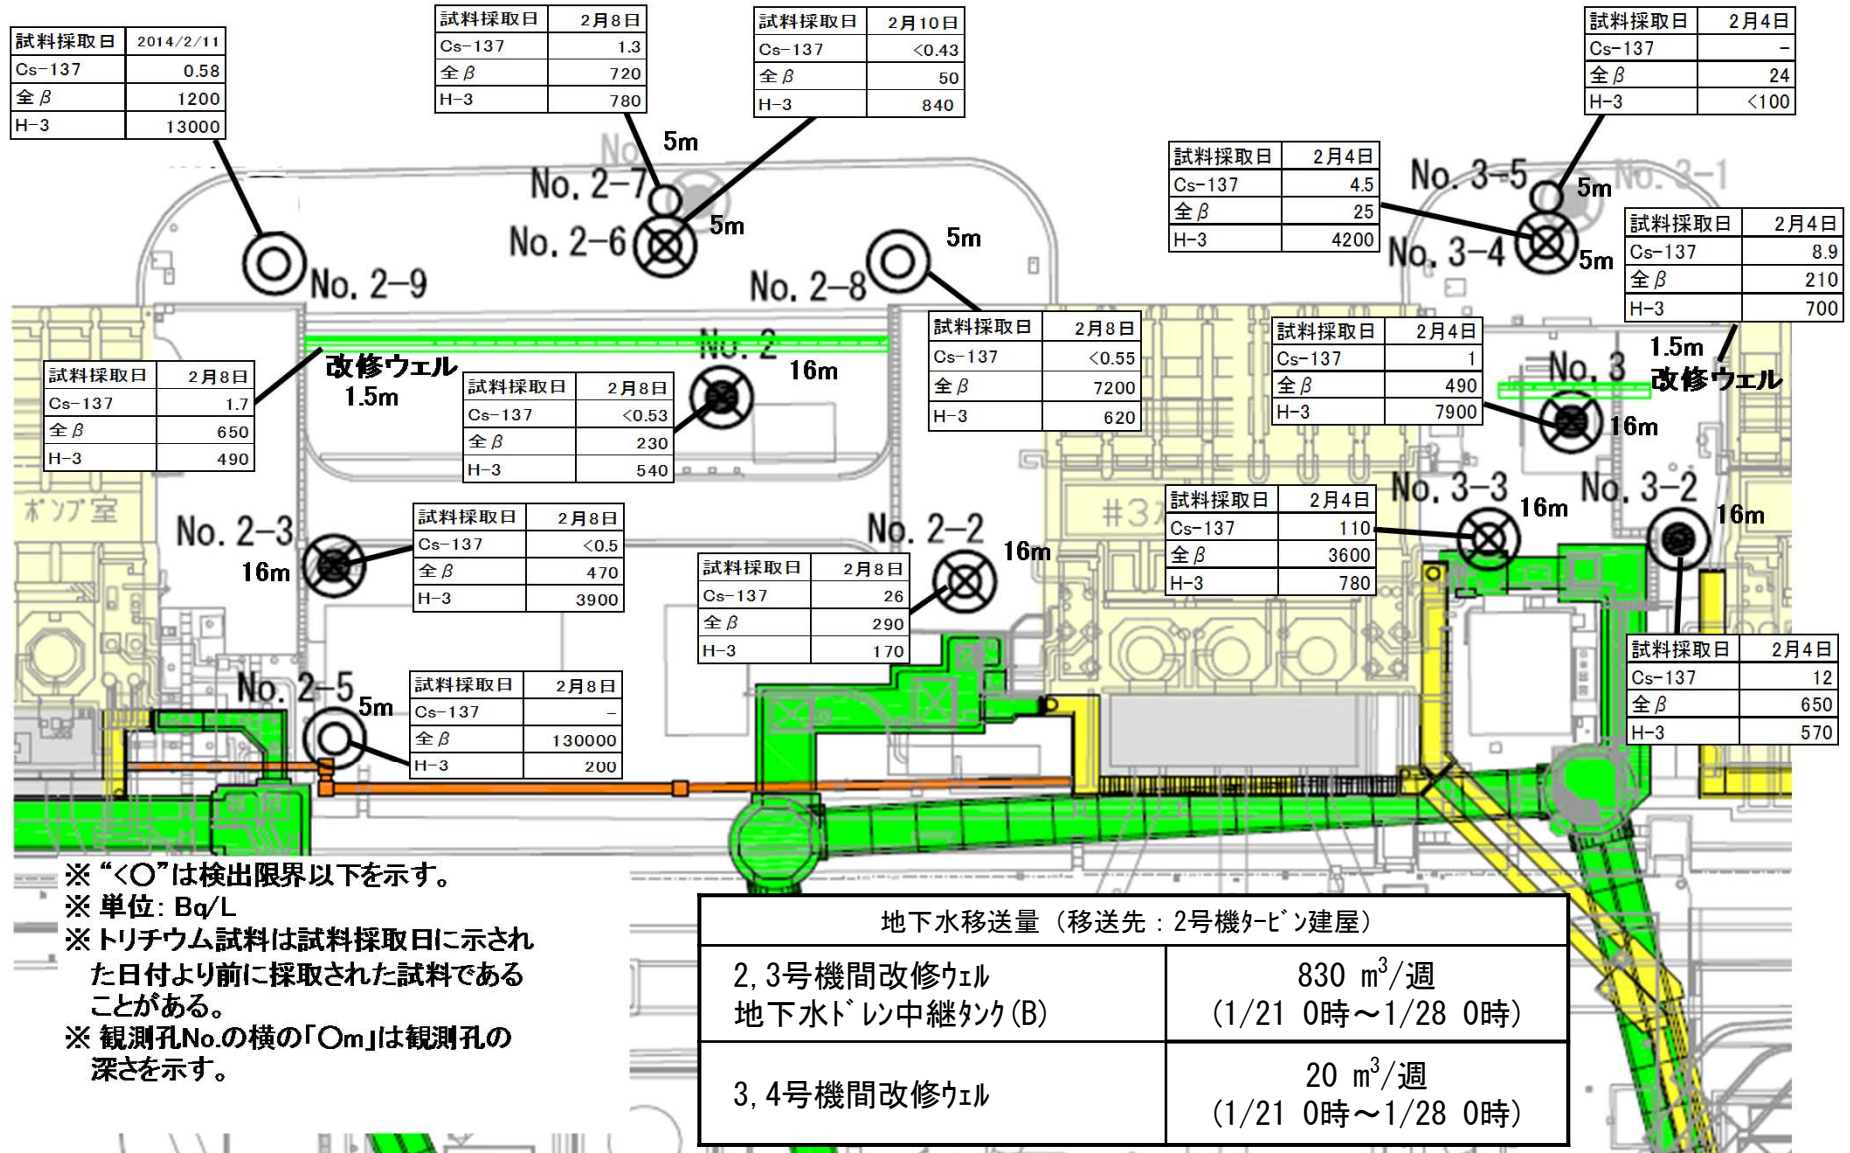 試料採取日 2014/2/11
Cs-137 0.58
全β 1200
H-3 13000
試料採取日 2月8日
Cs-137 1.3
全β 720
H-3 780
試料採取日 2月10日
Cs-137 <0.43
全β 50
H-3 840
試料採取日 2月4日
Cs-137 -
全β 24
H-3 <100
試料採取日 2月4日
Cs-137 4.5
全β 25
H-3 4200
試料採取日 2月4日
Cs-137 8.9
全β 210
H-3 700
No 5m
No. 2-7
No. 2-6 5m
No. 2-9
No. 2-8 5m
No. 3-5 5m
No. 3-1
No. 3-4 5m
試料採取日 2月8日
Cs-137 1.7
全β 650
H-3 490
改修ウェル
1.5m
No. 2 16m
試料採取日 2月8日
Cs-137 <0.53
全β 230
H-3 540
試料採取日 2月8日
Cs-137 <0.55
全β 7200
H-3 620
試料採取日 2月4日
Cs-137 1
全β 490
H-3 7900
No. 3
16m
1.5m
改修ウェル
ポンプ室
No. 2-3
16m
試料採取日 2月8日
Cs-137 <0.5
全β 470
H-3 3900
No. 2-2
16m
試料採取日 2月8日
Cs-137 26
全β 290
H-3 170
#3
試料採取日 2月4日
Cs-137 110
全β 3600
H-3 780
No. 3-3
16m
No. 3-2
16m
試料採取日 2月4日
Cs-137 12
全β 650
H-3 570
No. 2-5
5m
試料採取日 2月8日
Cs-137 -
全β 130000
H-3 200
※ “<○”は検出限界以下を示す。
※ 単位: Bq/L
※ トリチウム試料は試料採取日に示され
た日付より前に採取された試料である
ことがある。
※ 観測孔No.の横の「○m」は観測孔の
深さを示す。
地下水移送量（移送先：2号機ﾀｰﾋﾞﾝ建屋）
2,3号機間改修ｳｪﾙ
地下水ﾄﾞﾚﾝ中継ﾀﾝｸ(B)
830 m³/週
(1/21 0時～1/28 0時)
3,4号機間改修ｳｪﾙ
20 m³/週
(1/21 0時～1/28 0時)